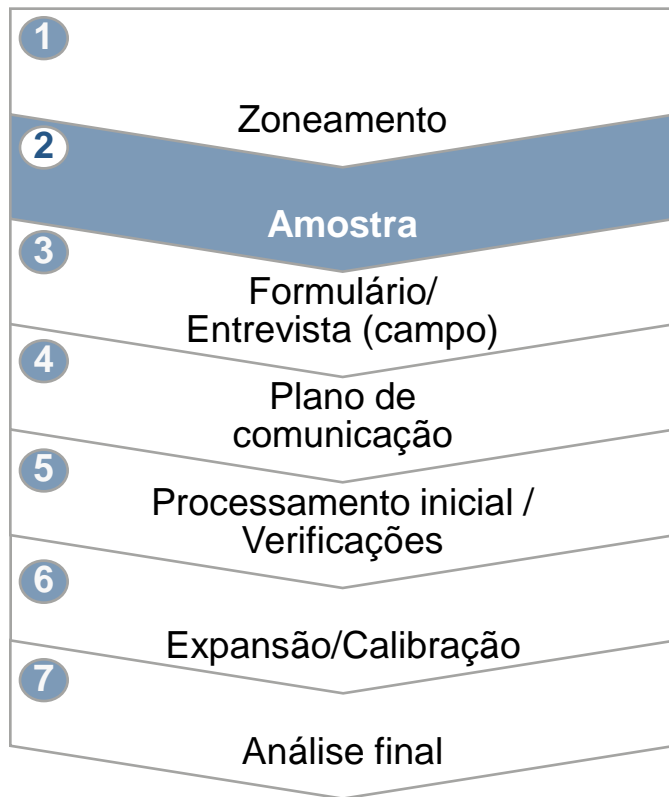 1
Zoneamento
2
Amostra
3
Formulário/
Entrevista (campo)
4
Plano de
comunicação
5
Processamento inicial /
Verificações
6
Expansão/Calibração
7
Análise final